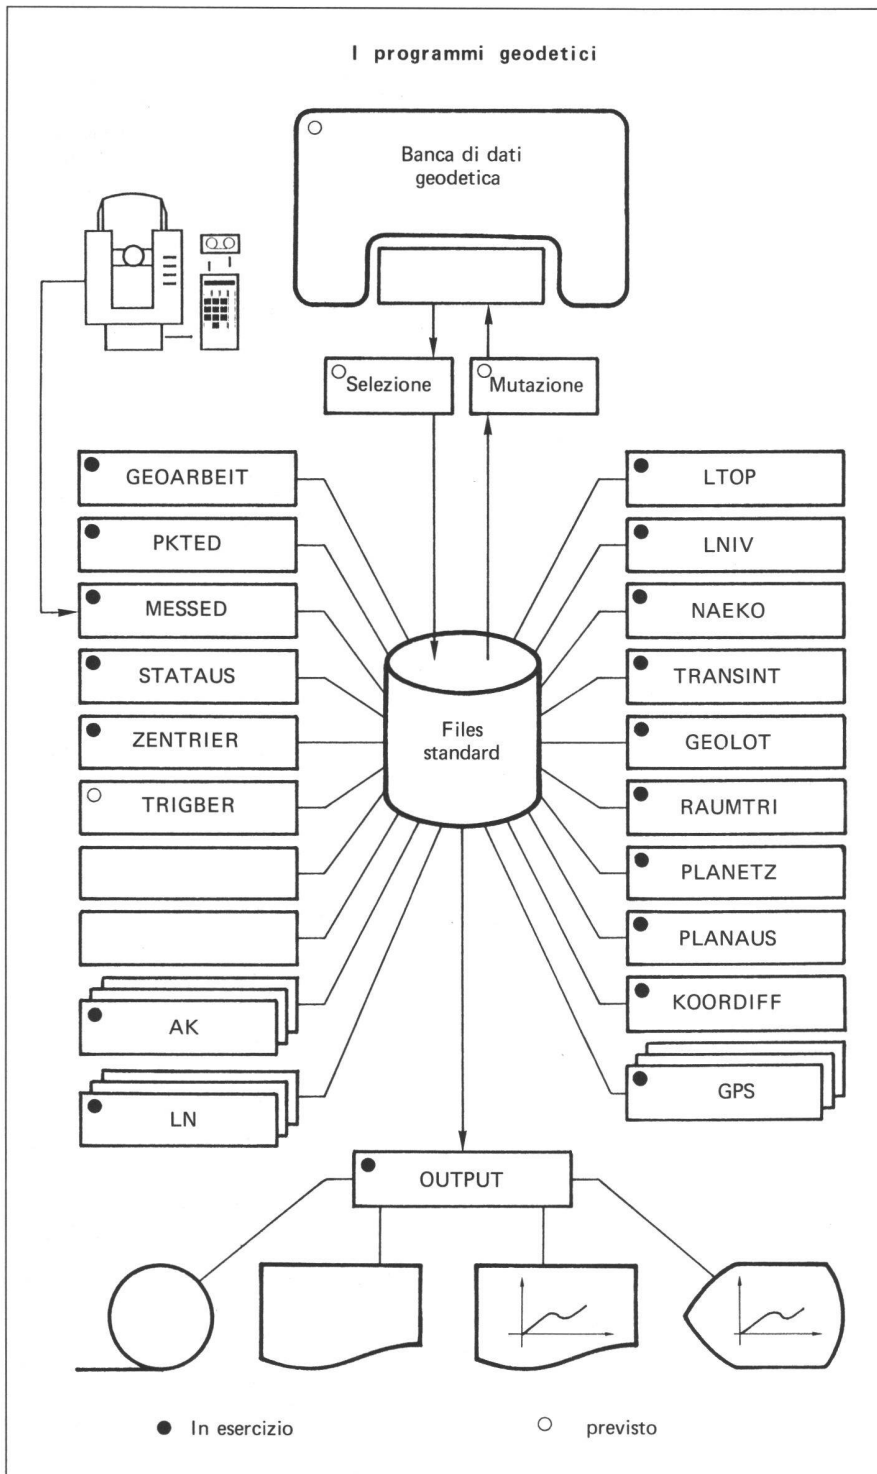 I programmi geodetici
Banca di dati
geodetica
Selezione
Mutazione
GEOARBEIT
PKTED
MESSED
STATAUS
ZENTRIER
TRIGBER
AK
LN
Files
standard
LTOP
LNIV
NAEKO
TRANSINT
GEOLOT
RAUMTRI
PLANETZ
PLANAUS
KOORDIFF
GPS
OUTPUT
In esercizio
previsto